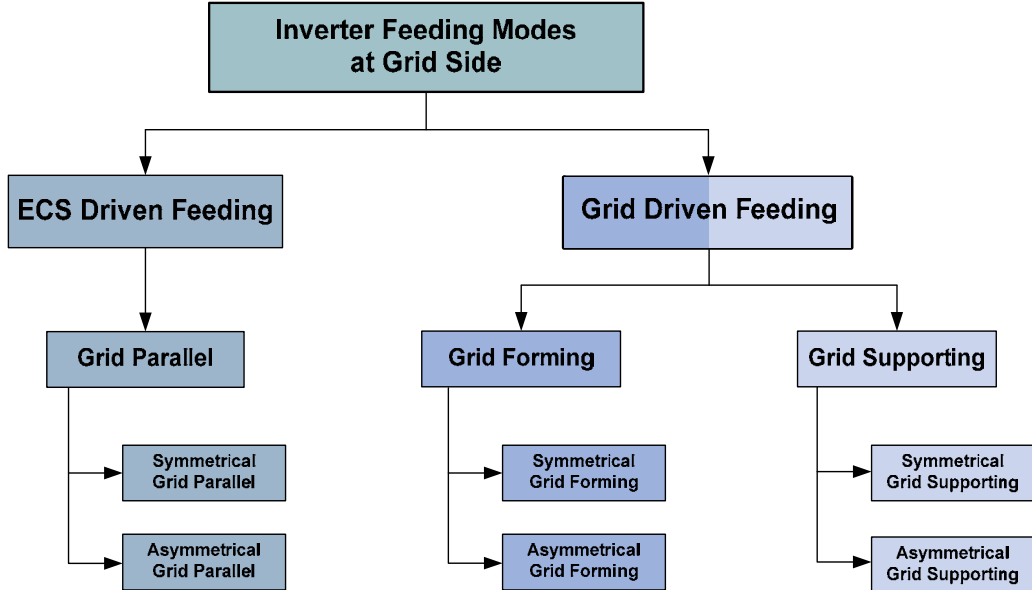 Inverter Feeding Modes
at Grid Side
ECS Driven Feeding
Grid Driven Feeding
Grid Parallel
Grid Forming
Grid Supporting
Symmetrical
Grid Parallel
Symmetrical
Grid Forming
Symmetrical
Grid Supporting
Asymmetrical
Grid Parallel
Asymmetrical
Grid Forming
Asymmetrical
Grid Supporting